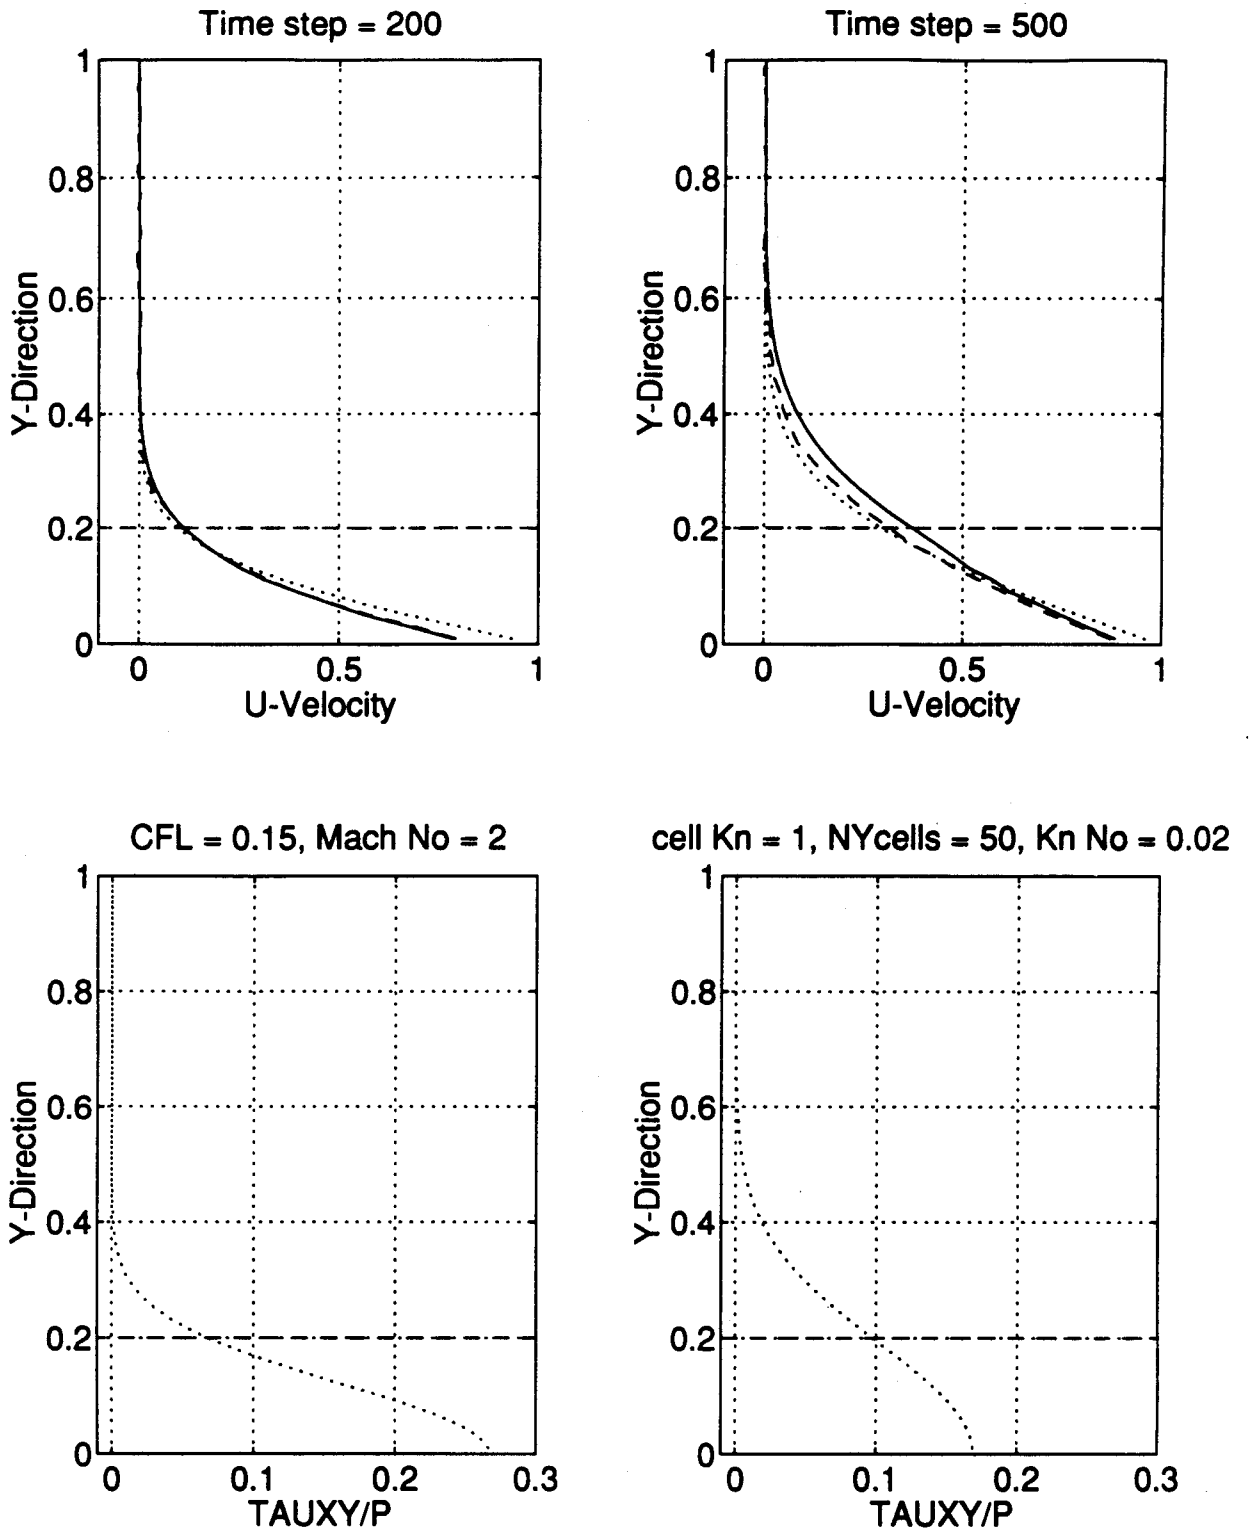 Time step = 200
1
0.8
0.6
0.4
0.2
0
Y-Direction
0 0.5 1
U-Velocity
Time step = 500
1
0.8
0.6
0.4
0.2
0
Y-Direction
0 0.5 1
U-Velocity
CFL = 0.15, Mach No = 2
1
0.8
0.6
0.4
0.2
0
Y-Direction
0 0.1 0.2 0.3
TAUXY/P
cell Kn = 1, NYcells = 50, Kn No = 0.02
1
0.8
0.6
0.4
0.2
0
Y-Direction
0 0.1 0.2 0.3
TAUXY/P